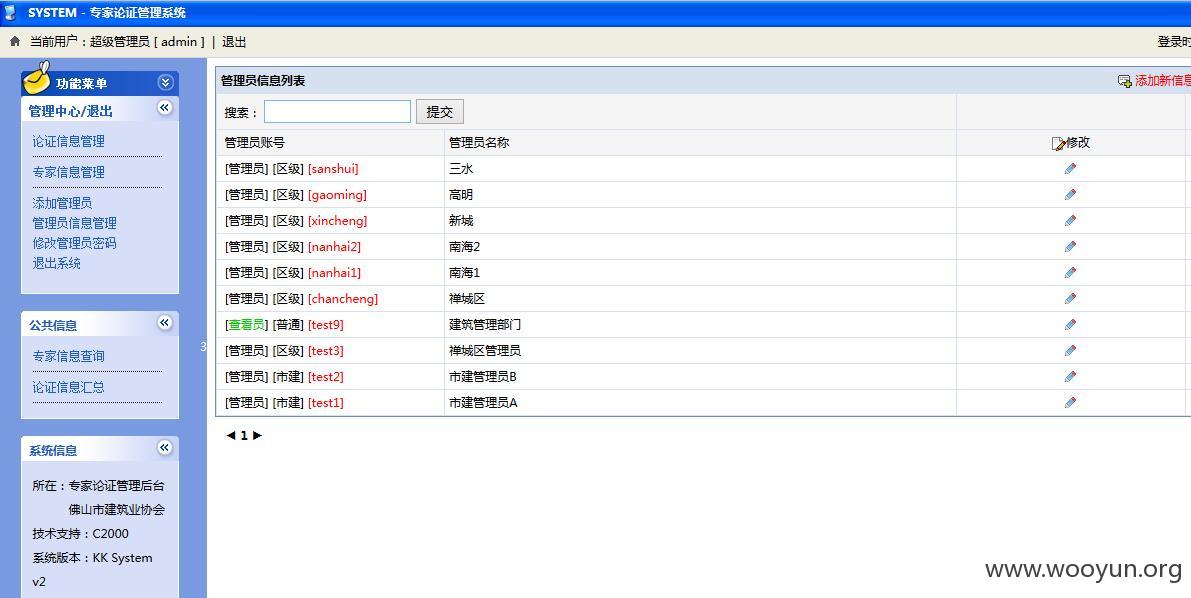 SYSTEM - 专家论证管理系统
当前用户：超级管理员 [ admin ] | 退出
登录时
功能菜单
管理中心/退出
论证信息管理
专家信息管理
添加管理员
管理员信息管理
修改管理员密码
退出系统
公共信息
专家信息查询
论证信息汇总
系统信息
所在：专家论证管理后台
佛山市建筑业协会
技术支持：C2000
系统版本：KK System
v2
3
管理员信息列表
添加新信息
搜索：
提交
管理员账号 管理员名称 修改
[管理员] [区级] [sanshui] 三水
[管理员] [区级] [gaoming] 高明
[管理员] [区级] [xincheng] 新城
[管理员] [区级] [nanhai2] 南海2
[管理员] [区级] [nanhai1] 南海1
[管理员] [区级] [chancheng] 禅城区
[查看员] [普通] [test9] 建筑管理部门
[管理员] [区级] [test3] 禅城区管理员
[管理员] [市建] [test2] 市建管理员B
[管理员] [市建] [test1] 市建管理员A
◀ 1 ▶
www.wooyun.org